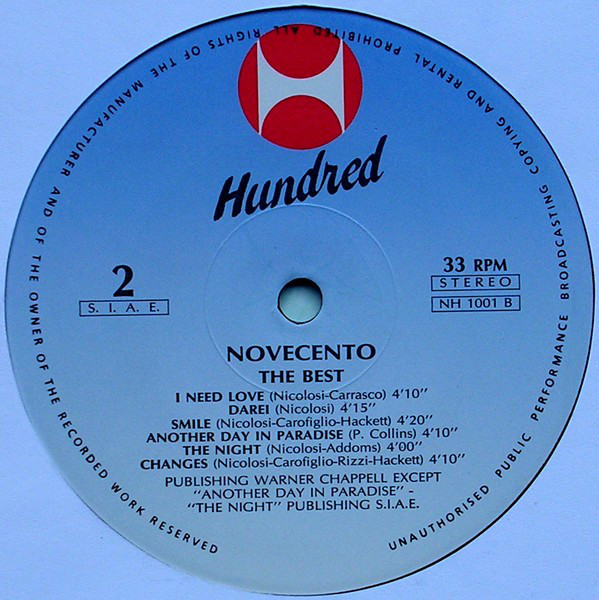 ALL RIGHTS OF THE MANUFACTURER AND OF THE OWNER OF THE RECORDED WORK RESERVED
UNAUTHORISED PUBLIC PERFORMANCE BROADCASTING COPYING AND RENTAL PROHIBITED
Hundred
2
S. I. A. E.
33 RPM
STEREO
NH 1001 B
NOVECENTO
THE BEST
I NEED LOVE (Nicolosi-Carrasco) 4'10"
DAREI (Nicolosi) 4'15"
SMILE (Nicolosi-Carofiglio-Hackett) 4'20"
ANOTHER DAY IN PARADISE (P. Collins) 4'10"
THE NIGHT (Nicolosi-Addoms) 4'00"
CHANGES (Nicolosi-Carofiglio-Rizzi-Hackett) 4'10"
PUBLISHING WARNER CHAPPELL EXCEPT
"ANOTHER DAY IN PARADISE" -
"THE NIGHT" PUBLISHING S.I.A.E.